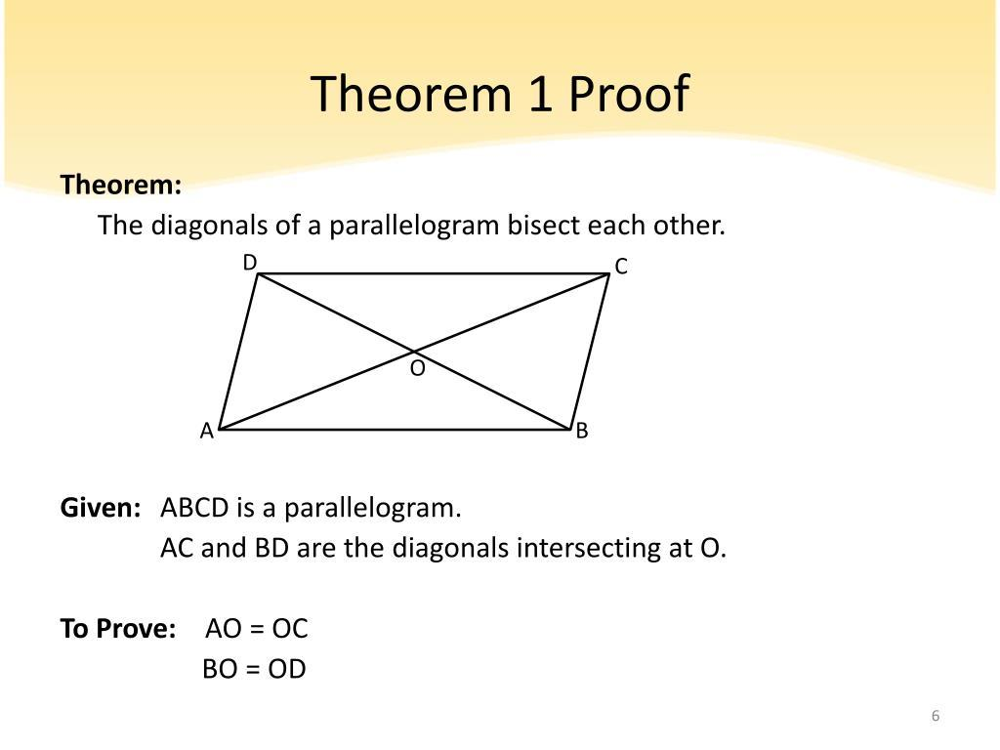 Theorem 1 Proof
Theorem:
The diagonals of a parallelogram bisect each other.
D
C
O
A
B
Given: ABCD is a parallelogram.
AC and BD are the diagonals intersecting at O.
To Prove: AO = OC
BO = OD
6